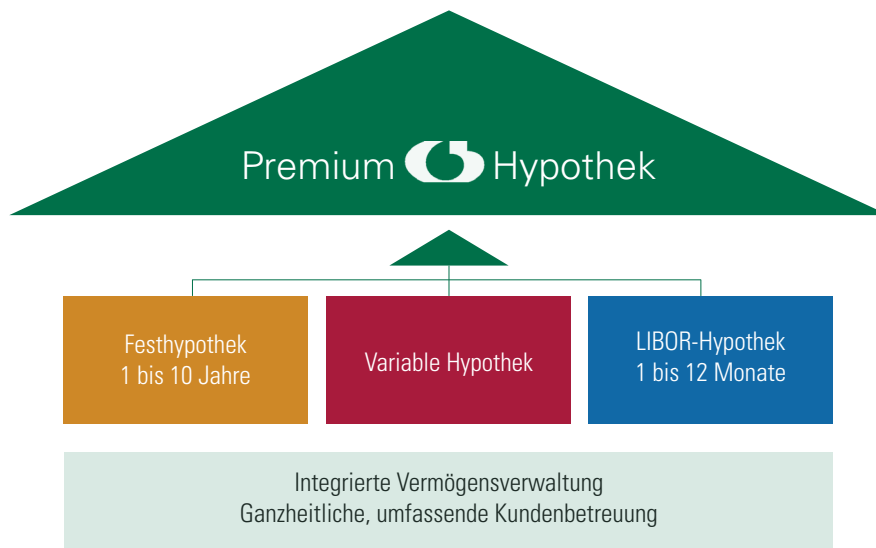 Premium Hypothek
Festhypothek
1 bis 10 Jahre
Variable Hypothek
LIBOR-Hypothek
1 bis 12 Monate
Integrierte Vermögensverwaltung
Ganzheitliche, umfassende Kundenbetreuung